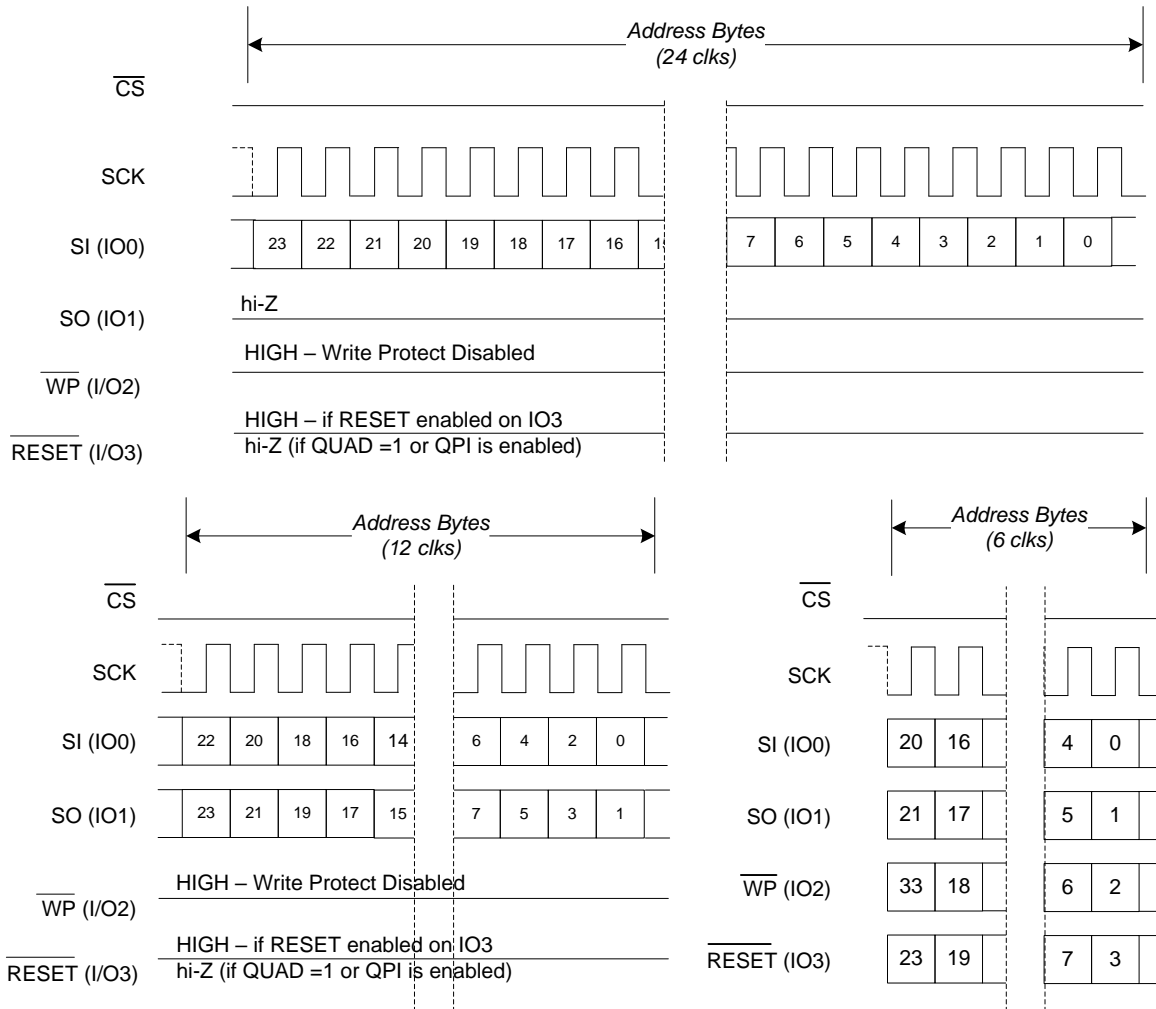 Address Bytes
(24 clks)
CS
SCK
SI (IO0) 23 22 21 20 19 18 17 16 7 6 5 4 3 2 1 0
hi-Z
SO (IO1)
HIGH – Write Protect Disabled
WP (I/O2)
HIGH – if RESET enabled on IO3
RESET (I/O3) hi-Z (if QUAD =1 or QPI is enabled)
Address Bytes
(12 clks)
CS
SCK
SI (IO0) 22 20 18 16 14 6 4 2 0
SO (IO1) 23 21 19 17 15 7 5 3 1
HIGH – Write Protect Disabled
WP (I/O2)
HIGH – if RESET enabled on IO3
RESET (I/O3) hi-Z (if QUAD =1 or QPI is enabled)
Address Bytes
(6 clks)
CS
SCK
SI (IO0) 20 16 4 0
SO (IO1) 21 17 5 1
WP (IO2) 33 18 6 2
RESET (IO3) 23 19 7 3